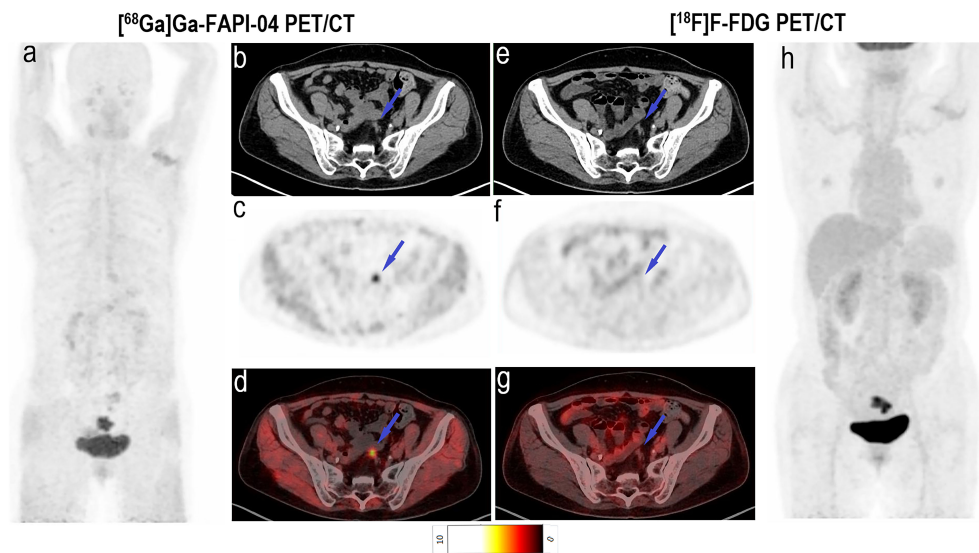 [⁶⁸Ga]Ga-FAPI-04 PET/CT
[¹⁸F]F-FDG PET/CT
a
b
e
h
c
f
d
g
10
0